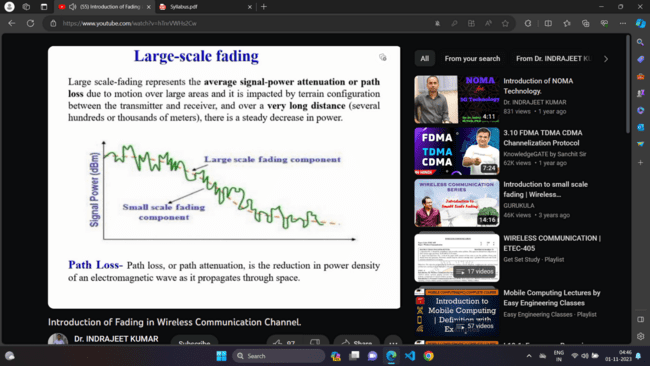 (55) Introduction of Fading
Syllabus.pdf
https://www.youtube.com/watch?v=
Large-scale fading
Large scale-fading represents the average signal-power attenuation or path
loss due to motion over large areas and it is impacted by terrain configuration
between the transmitter and receiver, and over a very long distance (several
hundreds or thousands of meters), there is a steady decrease in power.
Signal Power (dBm)
Large scale fading component
Small scale fading
component
Path Loss- Path loss, or path attenuation, is the reduction in power density
of an electromagnetic wave as it propagates through space.
Introduction of Fading in Wireless Communication Channel.
Dr. INDRAJEET KUMAR
Subscribe
97
Share
All
From your search
From Dr. INDRAJEET K
NOMA
for
5G Technology
4:11
Introduction of NOMA
Technology.
Dr. INDRAJEET KUMAR
831 views • 1 year ago
FDMA
TDMA
CDMA
7:24
3.10 FDMA TDMA CDMA
Channelization Protocol
KnowledgeGATE by Sanchit Sir
62K views • 1 year ago
WIRELESS COMMUNICATION
SERIES
Introduction to
Small Scale Fading
14:16
Introduction to small scale
fading | Wireless...
GURUKULA
46K views • 3 years ago
17 videos
WIRELESS COMMUNICATION |
ETEC-405
Get Set Study · Playlist
Introduction to
Mobile Computing
| Definition with
57 videos
Mobile Computing Lectures by
Easy Engineering Classes
Easy Engineering Classes · Playlist
Search
ENG
IN
04:46
01-11-2023